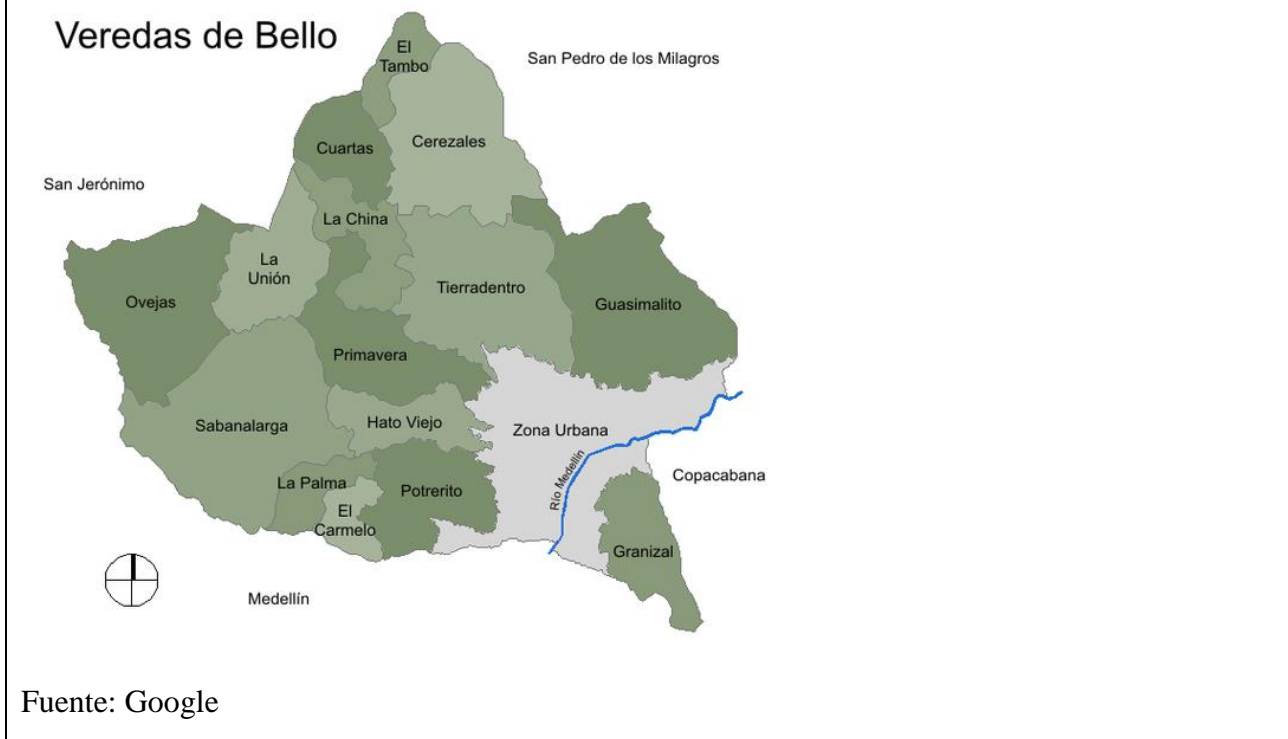 Veredas de Bello
El
Tambo
San Pedro de los Milagros
Cuartas
Cerezales
San Jerónimo
La China
La
Unión
Ovejas
Tierradentro
Guasimalito
Primavera
Sabanalarga
Hato Viejo
Zona Urbana
Río Medellín
Copacabana
La Palma
Potrerito
El
Carmelo
Granizal
Medellín
Fuente: Google